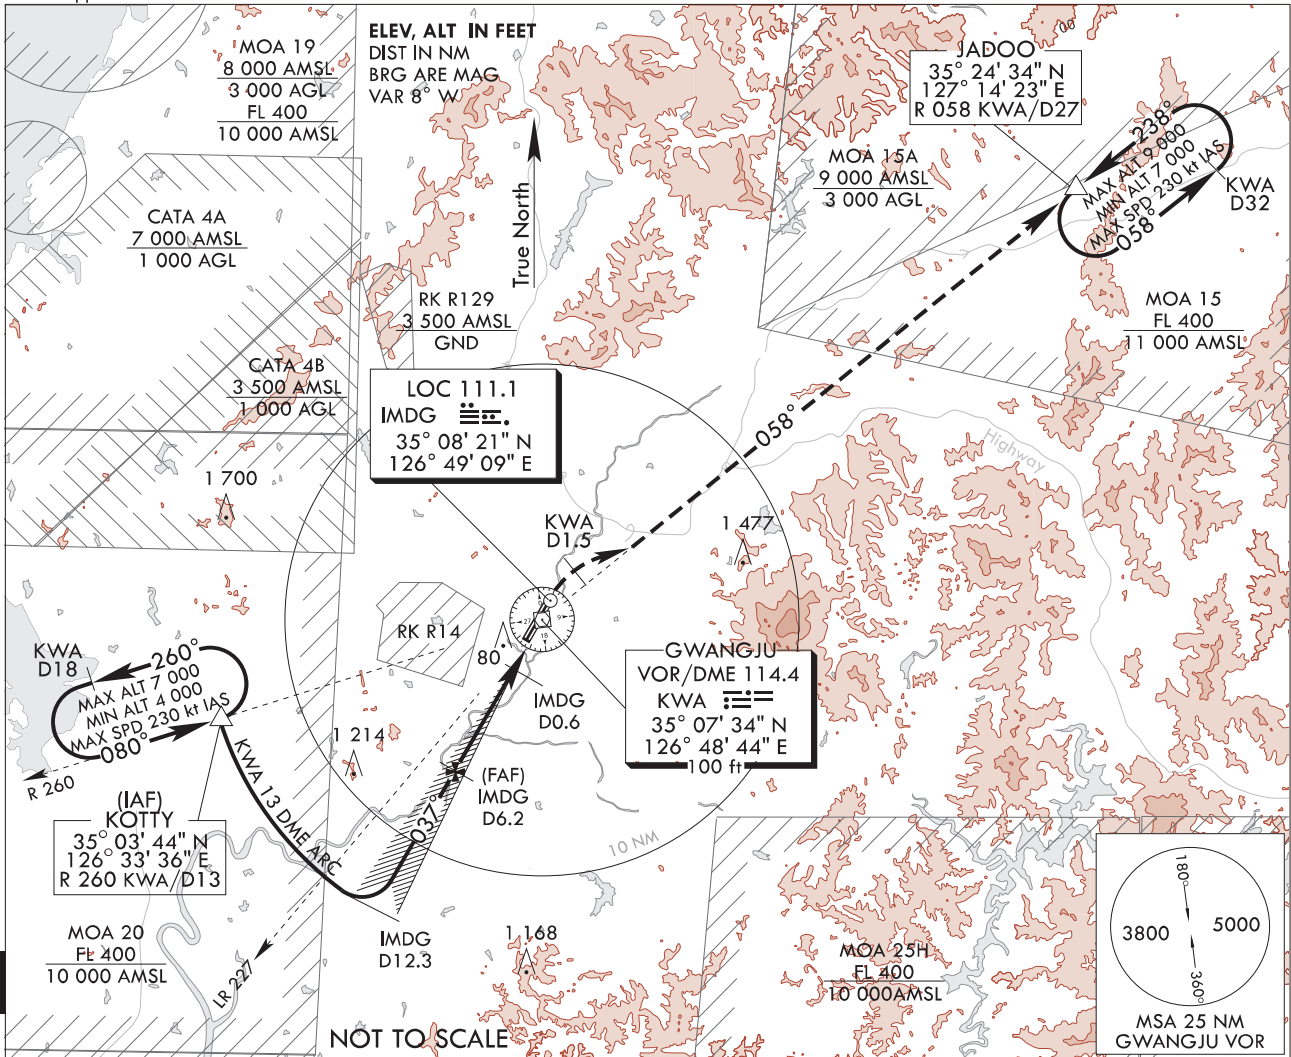 ELEV, ALT IN FEET
DIST IN NM
BRG ARE MAG
VAR 8° W
MOA 19
8 000 AMSL
3 000 AGL
FL 400
10 000 AMSL
JADOO
35° 24' 34" N
127° 14' 23" E
R 058 KWA/D27
MOA 15A
9 000 AMSL
3 000 AGL
238°
MAX ALT 9 000
MIN ALT 7 000
MAX SPD 230 kt IAS
058°
KWA
D32
CATA 4A
7 000 AMSL
1 000 AGL
True North
RK R129
3 500 AMSL
GND
MOA 15
FL 400
11 000 AMSL
CATA 4B
3 500 AMSL
1 000 AGL
LOC 111.1
IMDG
35° 08' 21" N
126° 49' 09" E
058°
Highway
1 700
KWA
D1.5
1 477
RK R14
27
9
18
80
KWA
D18
260°
MAX ALT 7 000
MIN ALT 4 000
MAX SPD 230 kt IAS
080°
R 260
GWANGJU
VOR/DME 114.4
KWA
35° 07' 34" N
126° 48' 44" E
100 ft
IMDG
D0.6
1 214
KWA 13 DME ARC
037°
(FAF)
IMDG
D6.2
(IAF)
KOTTY
35° 03' 44" N
126° 33' 36" E
R 260 KWA/D13
10 NM
MOA 20
FL 400
10 000 AMSL
LR 227
IMDG
D12.3
1 168
MOA 25H
FL 400
10 000AMSL
180°
3800
5000
360°
MSA 25 NM
GWANGJU VOR
NOT TO SCALE